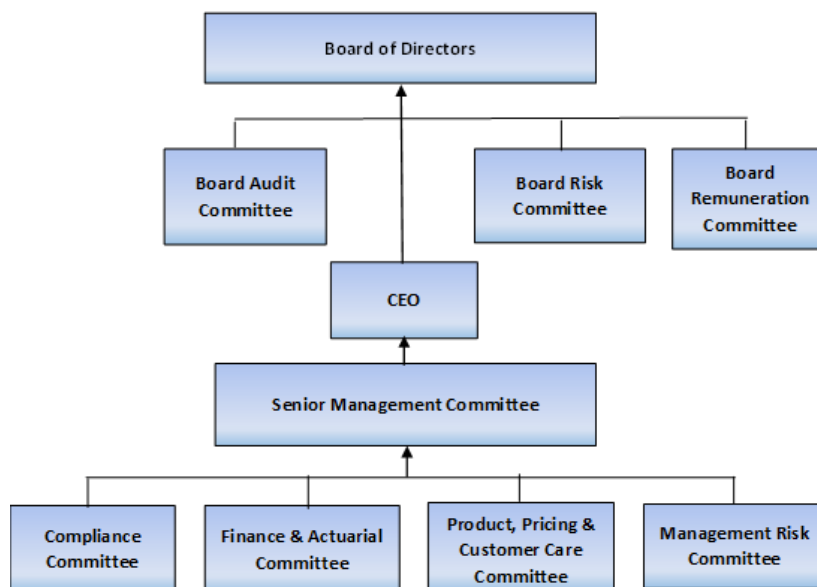 Board of Directors
Board Audit
Committee
Board Risk
Committee
Board
Remuneration
Committee
CEO
Senior Management Committee
Compliance
Committee
Finance & Actuarial
Committee
Product, Pricing &
Customer Care
Committee
Management Risk
Committee